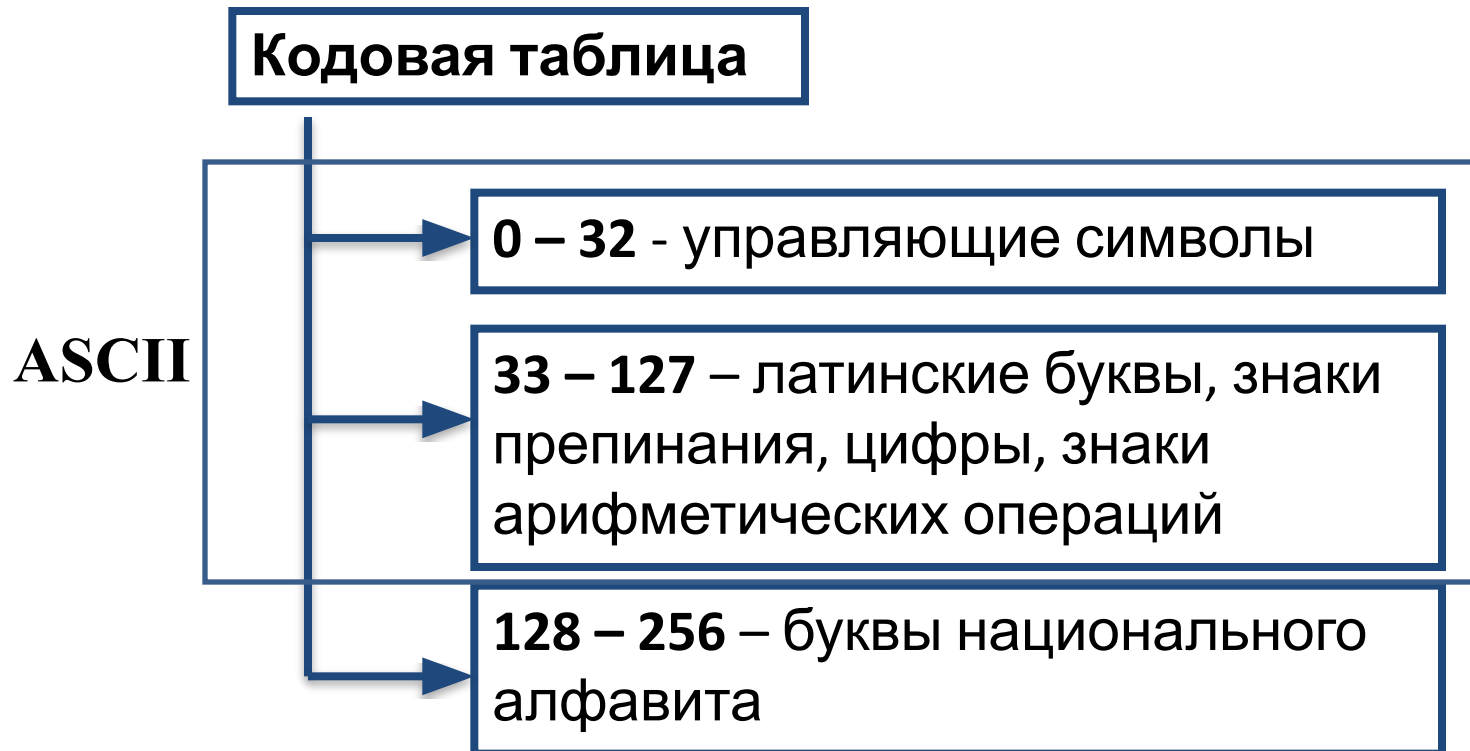 Кодовая таблица
0 – 32 - управляющие символы
ASCII
33 – 127 – латинские буквы, знаки
препинания, цифры, знаки
арифметических операций
128 – 256 – буквы национального
алфавита